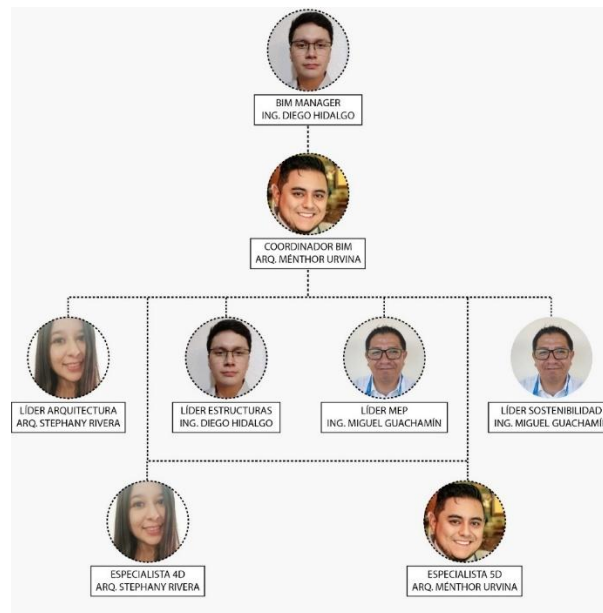 BIM MANAGER
ING. DIEGO HIDALGO
COORDINADOR BIM
ARQ. MÉNTHOR URVINA
LÍDER ARQUITECTURA
ARQ. STEPHANY RIVERA
LÍDER ESTRUCTURAS
ING. DIEGO HIDALGO
LÍDER MEP
ING. MIGUEL GUACHAMÍN
LÍDER SOSTENIBILIDAD
ING. MIGUEL GUACHAMÍN
ESPECIALISTA 4D
ARQ. STEPHANY RIVERA
ESPECIALISTA 5D
ARQ. MÉNTHOR URVINA